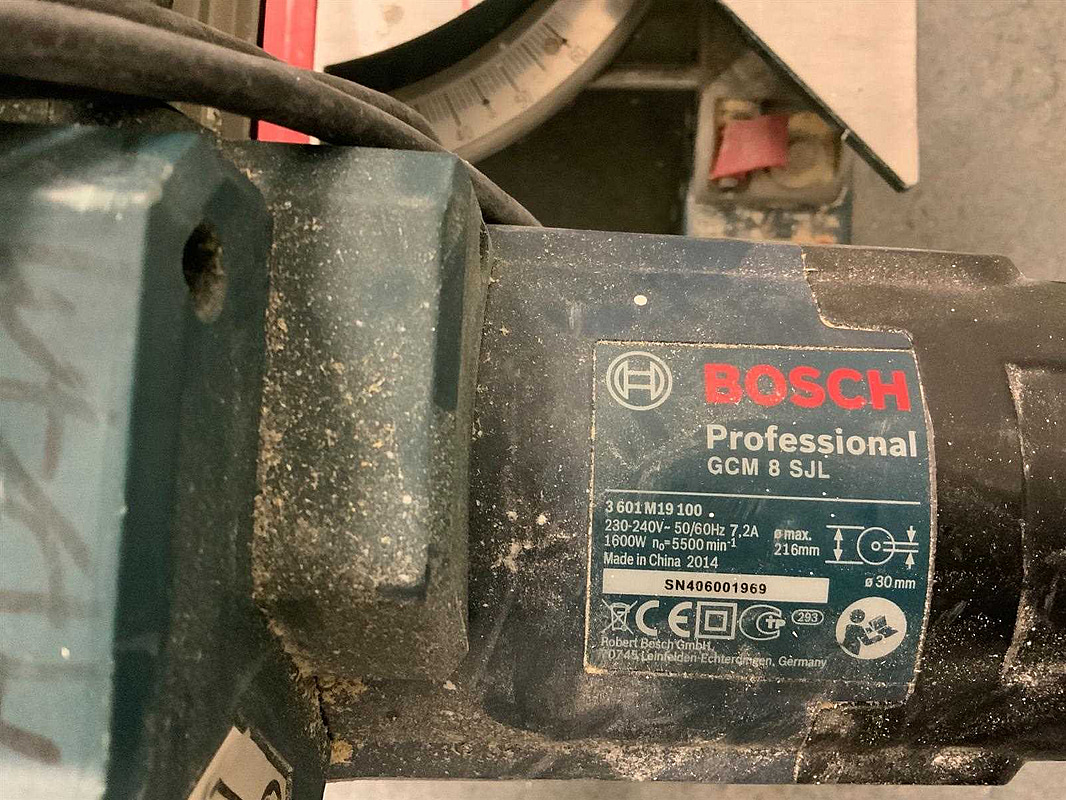 BOSCH
Professional
GCM 8 SJL
3 601 M19 100
230-240V~ 50/60Hz 7,2A
1600W n₀=5500 min⁻¹
Made in China 2014
ø max.
216mm
ø 30 mm
SN406001969
CE
293
Robert Bosch GmbH,
70745 Leinfelden-Echterdingen, Germany